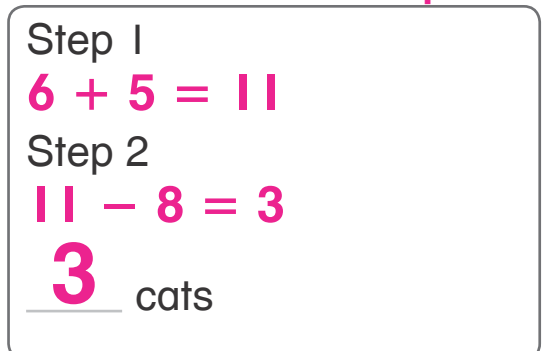 Step 1
6 + 5 = 11
Step 2
11 − 8 = 3
3 cats